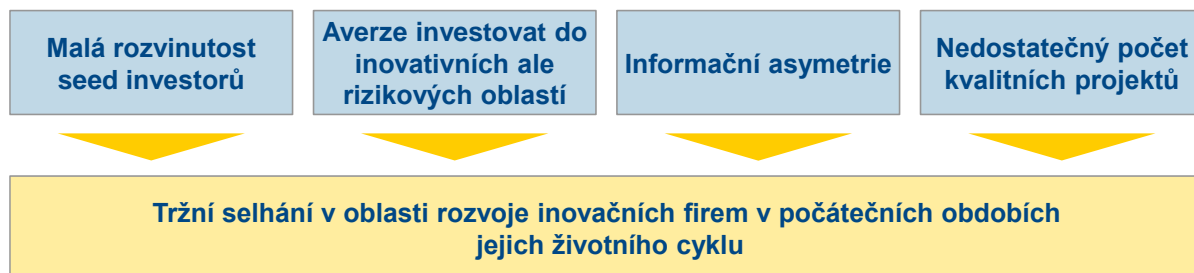 Malá rozvinutost
seed investorů
Averze investovat do
inovativních ale
rizikových oblastí
Informační asymetrie
Nedostatečný počet
kvalitních projektů
Tržní selhání v oblasti rozvoje inovačních firem v počátečních obdobích
jejich životního cyklu